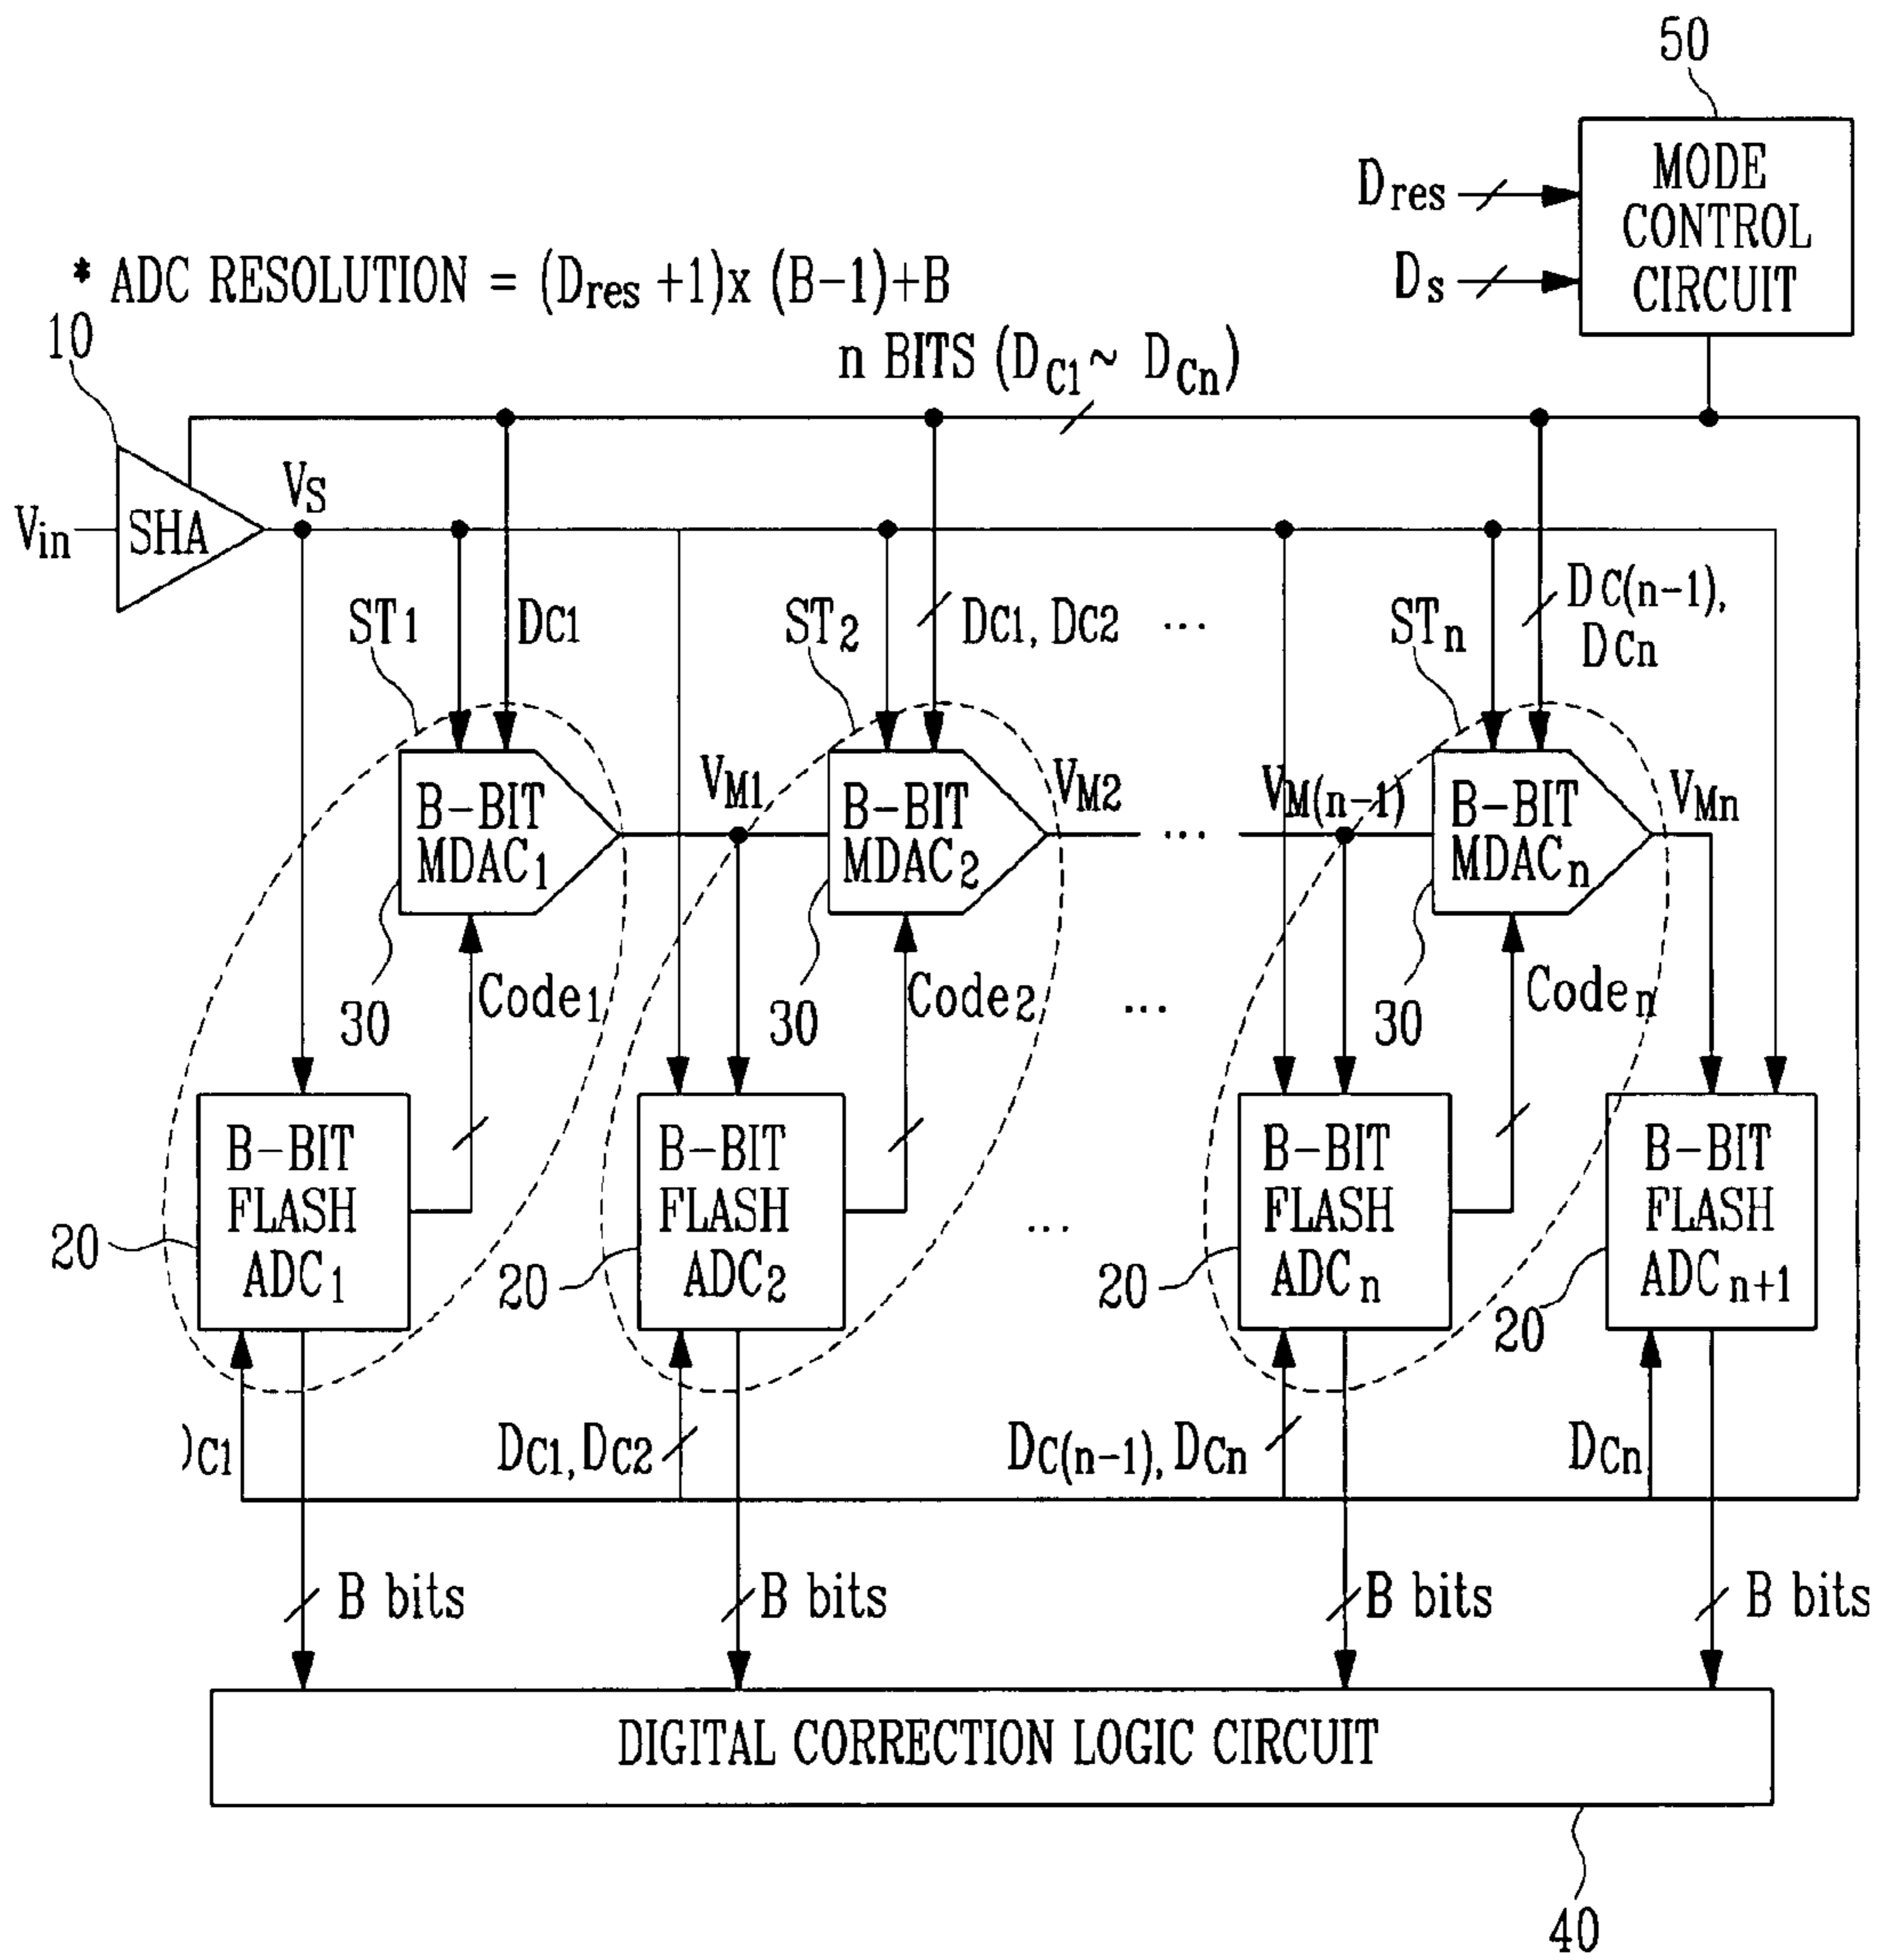 50
MODE
CONTROL
CIRCUIT
Dres
Ds
* ADC RESOLUTION = (Dres +1)x (B-1)+B
n BITS (DC1~ DCn)
10
Vin
SHA
VS
ST1
DC1
ST2
DC1, DC2
...
STn
DC(n-1),
DCn
B-BIT
MDAC1
VM1
B-BIT
MDAC2
VM2
...
VM(n-1)
B-BIT
MDACn
VMn
30
Code1
30
Code2
...
30
Coden
B-BIT
FLASH
ADC1
20
B-BIT
FLASH
ADC2
20
...
B-BIT
FLASH
ADCn
20
B-BIT
FLASH
ADCn+1
20
C1
DC1, DC2
DC(n-1), DCn
DCn
B bits
B bits
B bits
B bits
DIGITAL CORRECTION LOGIC CIRCUIT
40